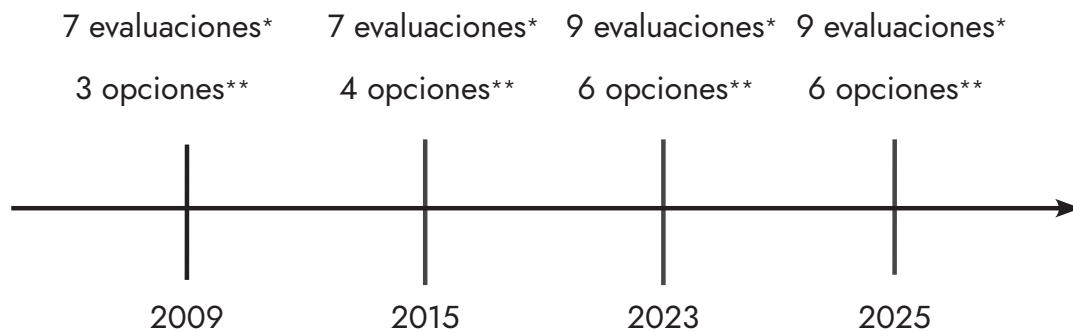 7 evaluaciones* 7 evaluaciones* 9 evaluaciones* 9 evaluaciones*
3 opciones** 4 opciones** 6 opciones** 6 opciones**
2009 2015 2023 2025